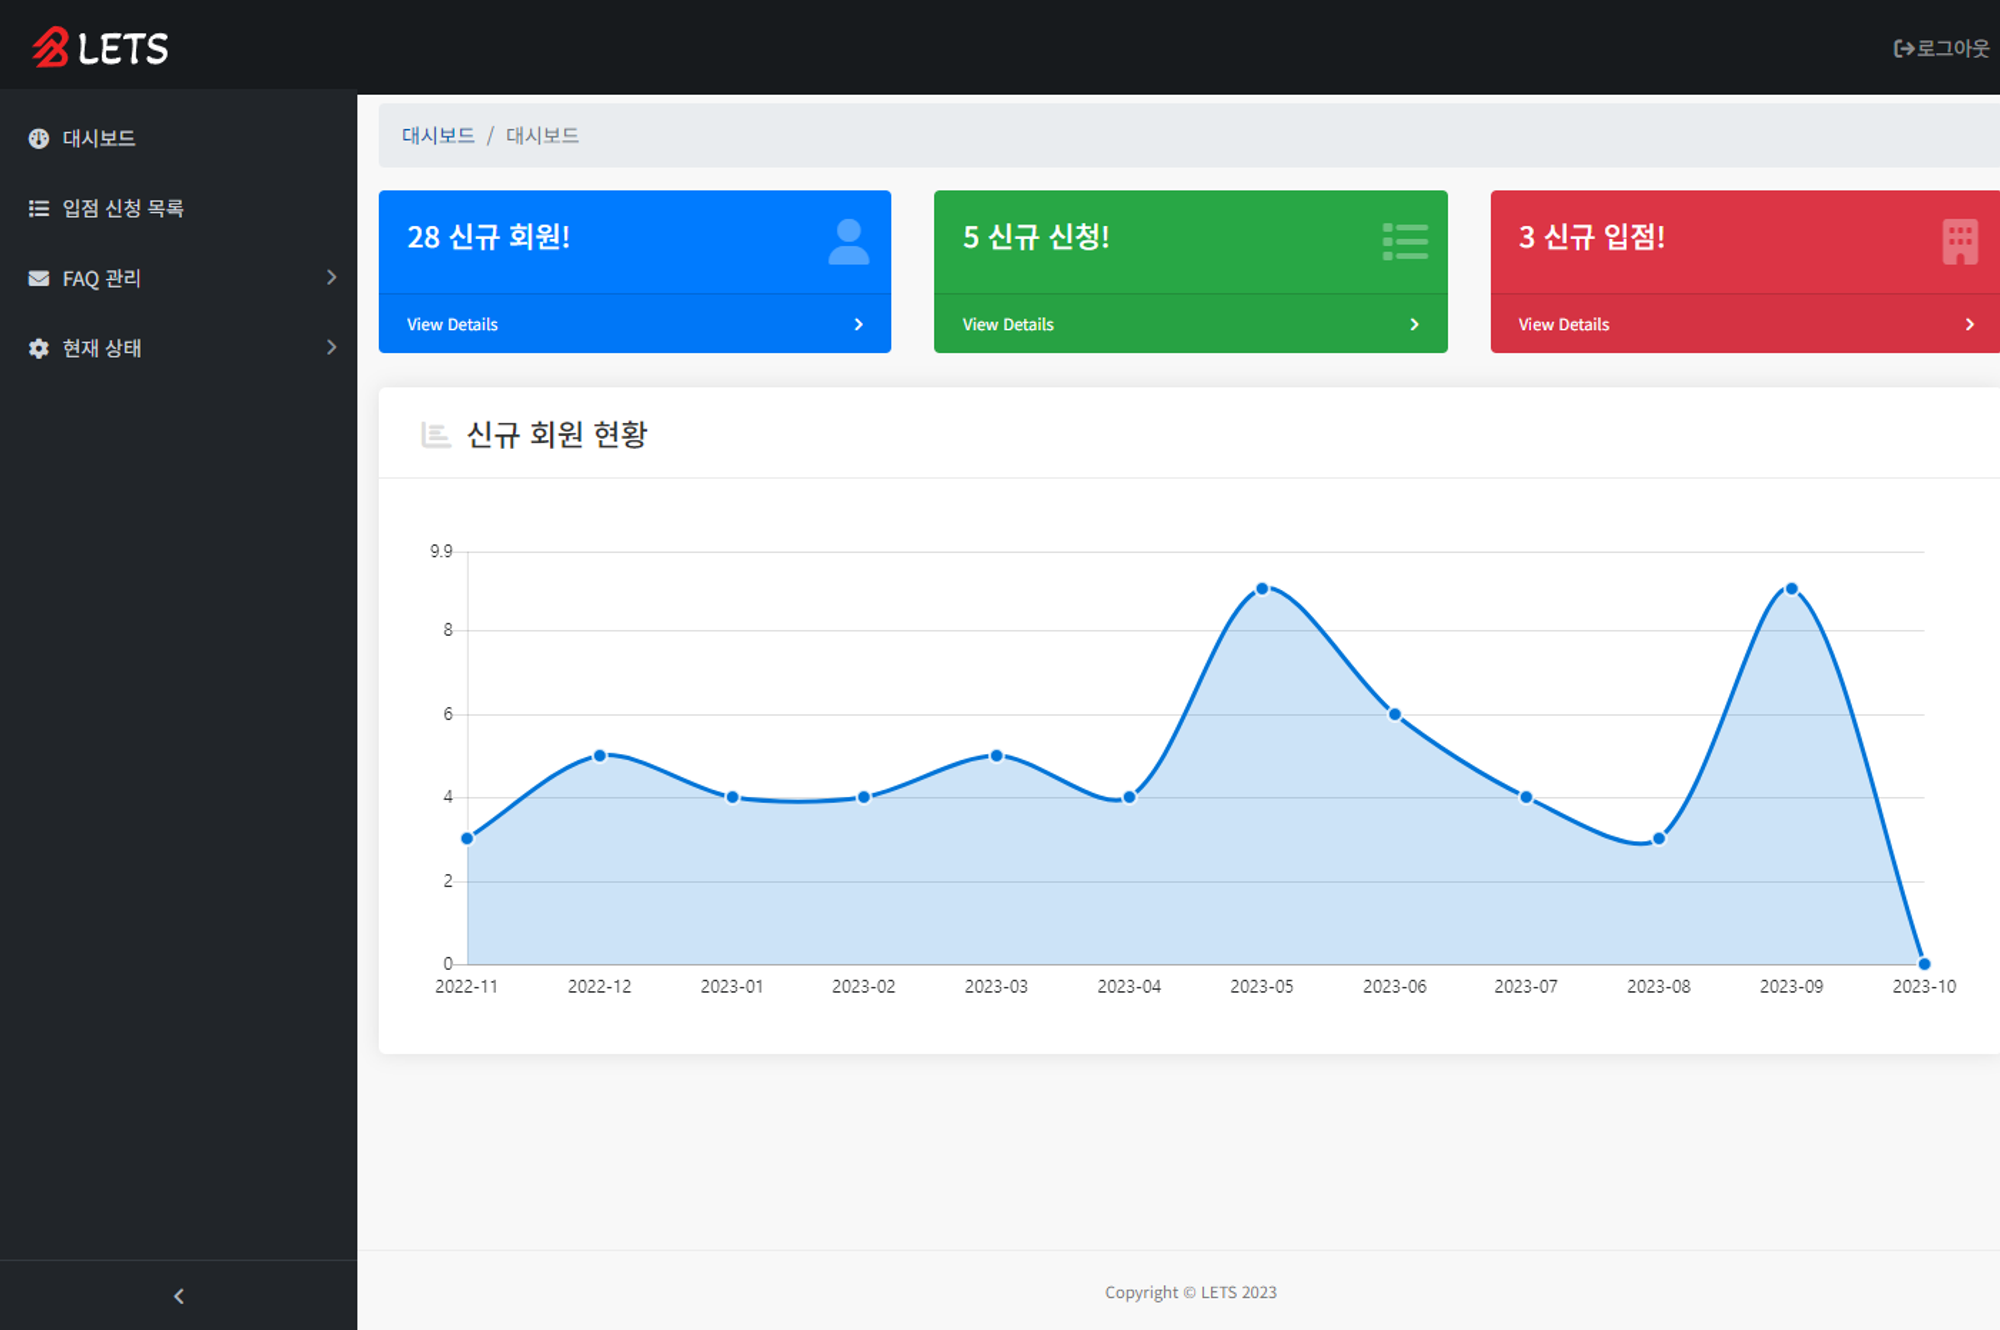 LETS
로그아웃
대시보드
입점 신청 목록
FAQ 관리
현재 상태
대시보드 / 대시보드
28 신규 회원!
View Details
5 신규 신청!
View Details
3 신규 입점!
View Details
신규 회원 현황
9.9
8
6
4
2
0
2022-11 2022-12 2023-01 2023-02 2023-03 2023-04 2023-05 2023-06 2023-07 2023-08 2023-09 2023-10
Copyright © LETS 2023